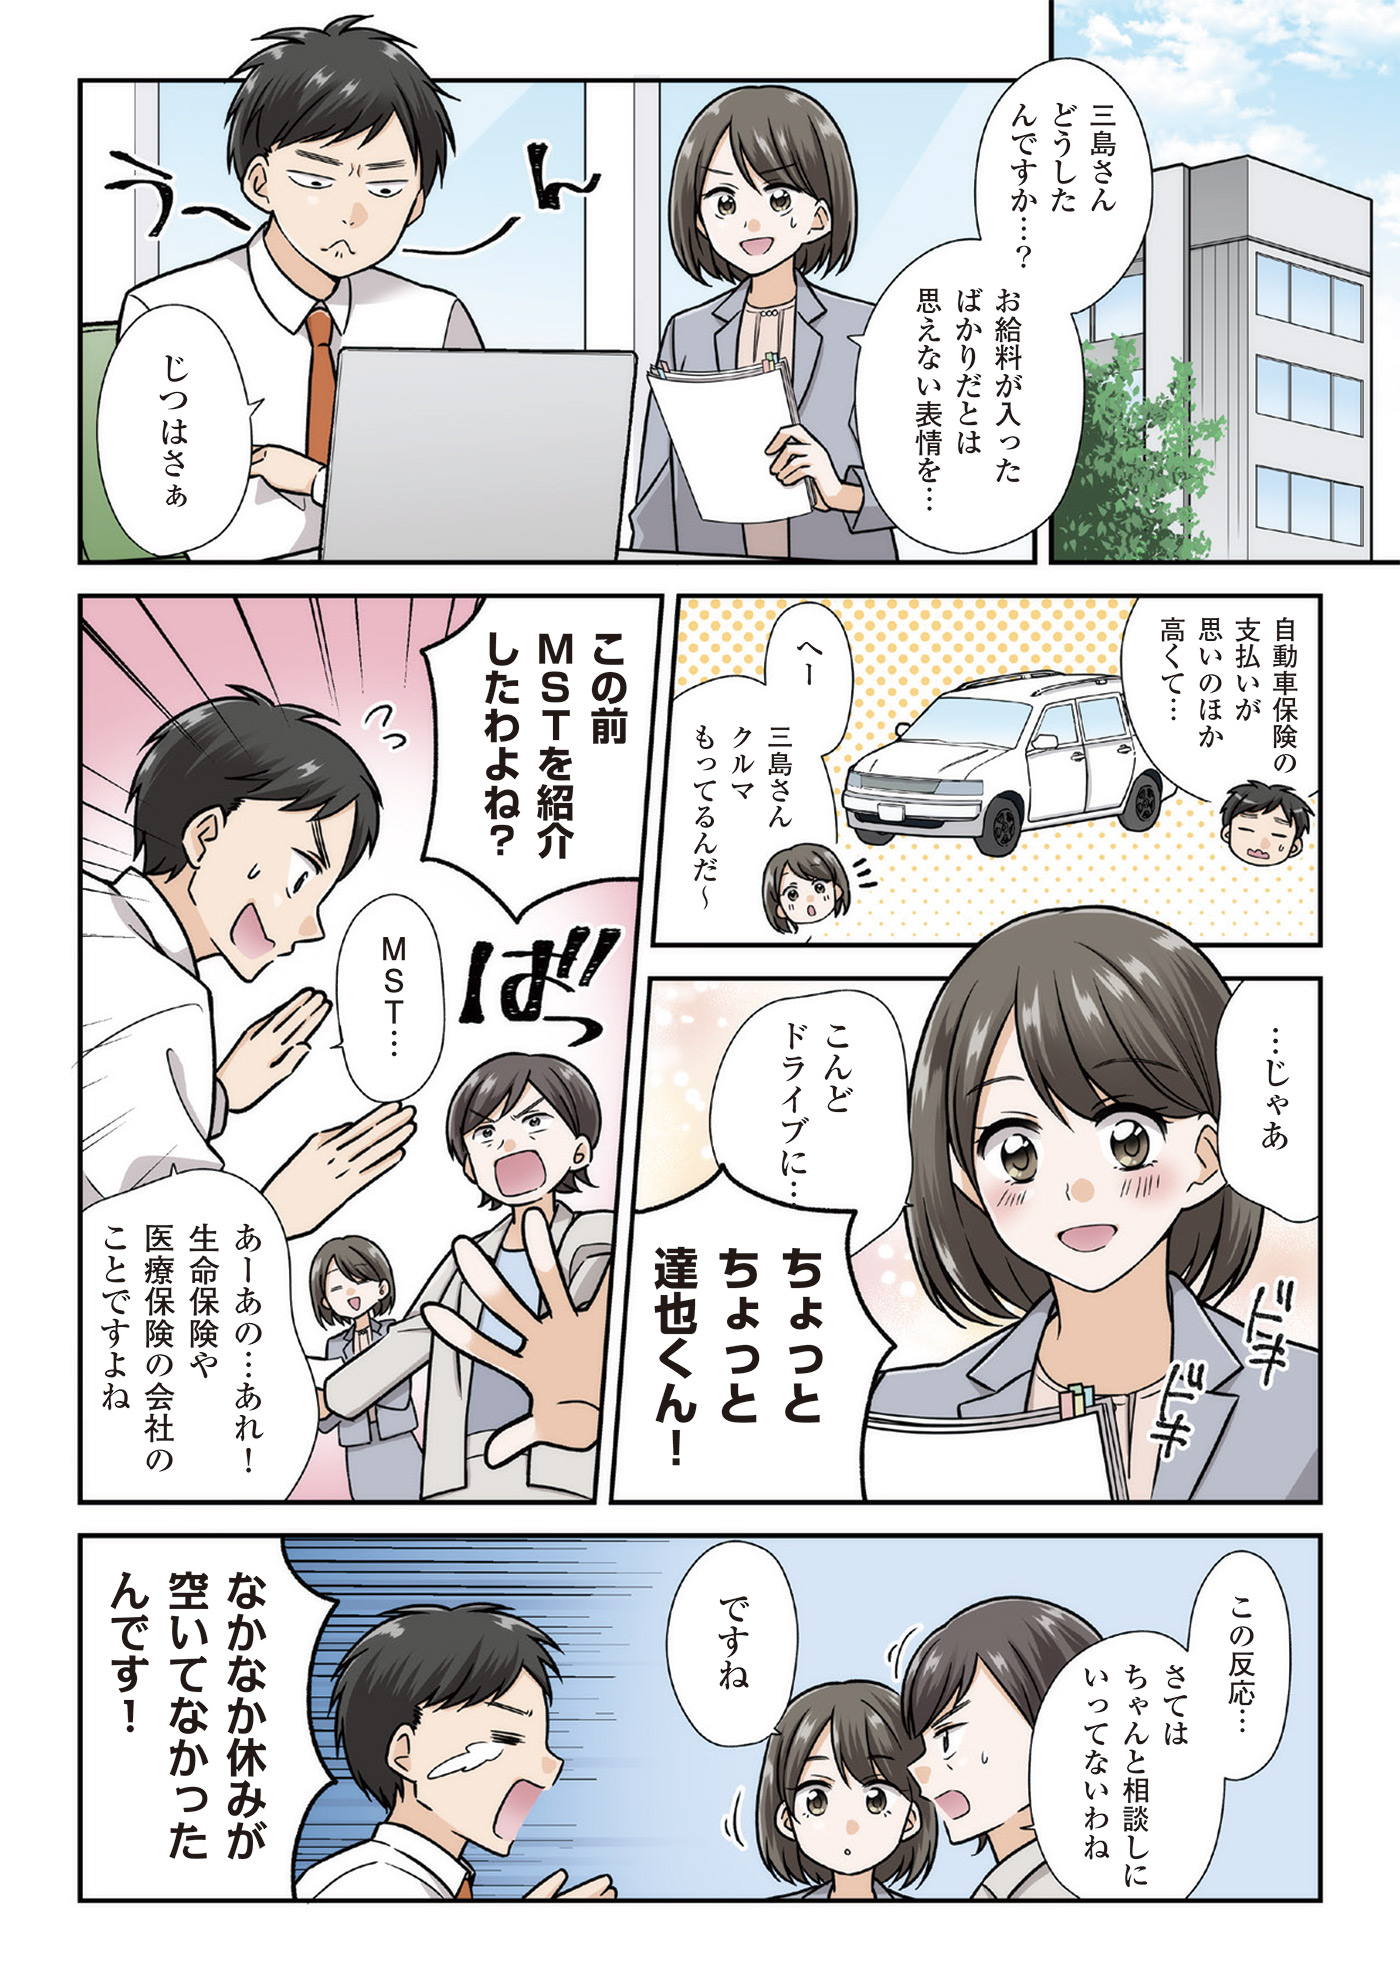 三島さん
どうした
んですか…？
お給料が入った
ばかりだとは
思えない表情を…
うーん
じつはさぁ
自動車保険の
支払いが
思いのほか
高くて…
へー
三島さん
クルマ
もってるんだ～
…じゃあ
こんど
ドライブに…
ドキ
ドキ
ちょっと
ちょっと
達也くん！
この前
MSTを紹介
したわよね？
ばっ
MST…
あーあの…あれ！
生命保険や
医療保険の会社の
ことですよね
この反応…
さては
ちゃんと相談しに
いってないわね
ですね
なかなか休みが
空いてなかった
んです！